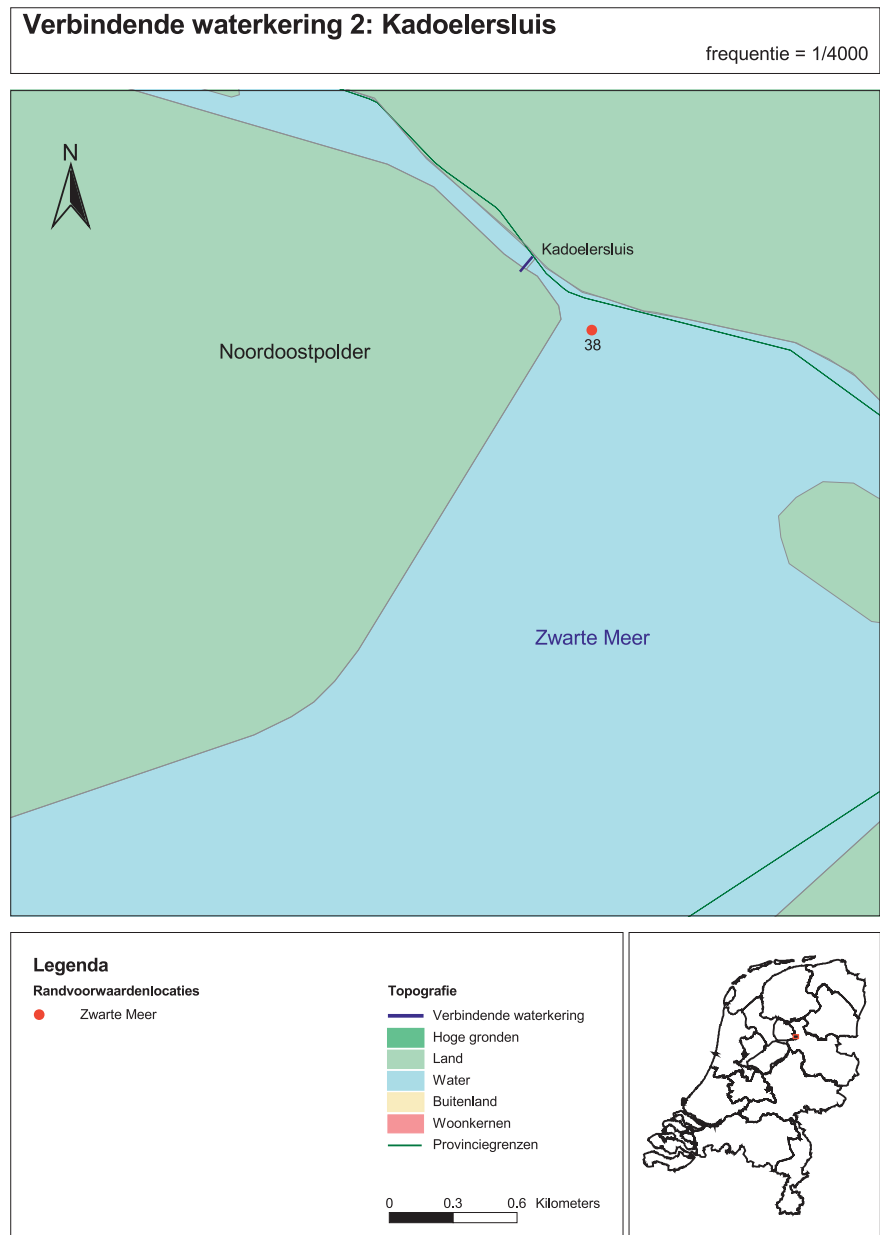 Verbindende waterkering 2: Kadoelersluis
frequentie = 1/4000
N
Kadoelersluis
38
Noordoostpolder
Zwarte Meer
Legenda
Randvoorwaardenlocaties
Zwarte Meer
Topografie
Verbindende waterkering
Hoge gronden
Land
Water
Buitenland
Woonkernen
Provinciegrenzen
0 0.3 0.6 Kilometers